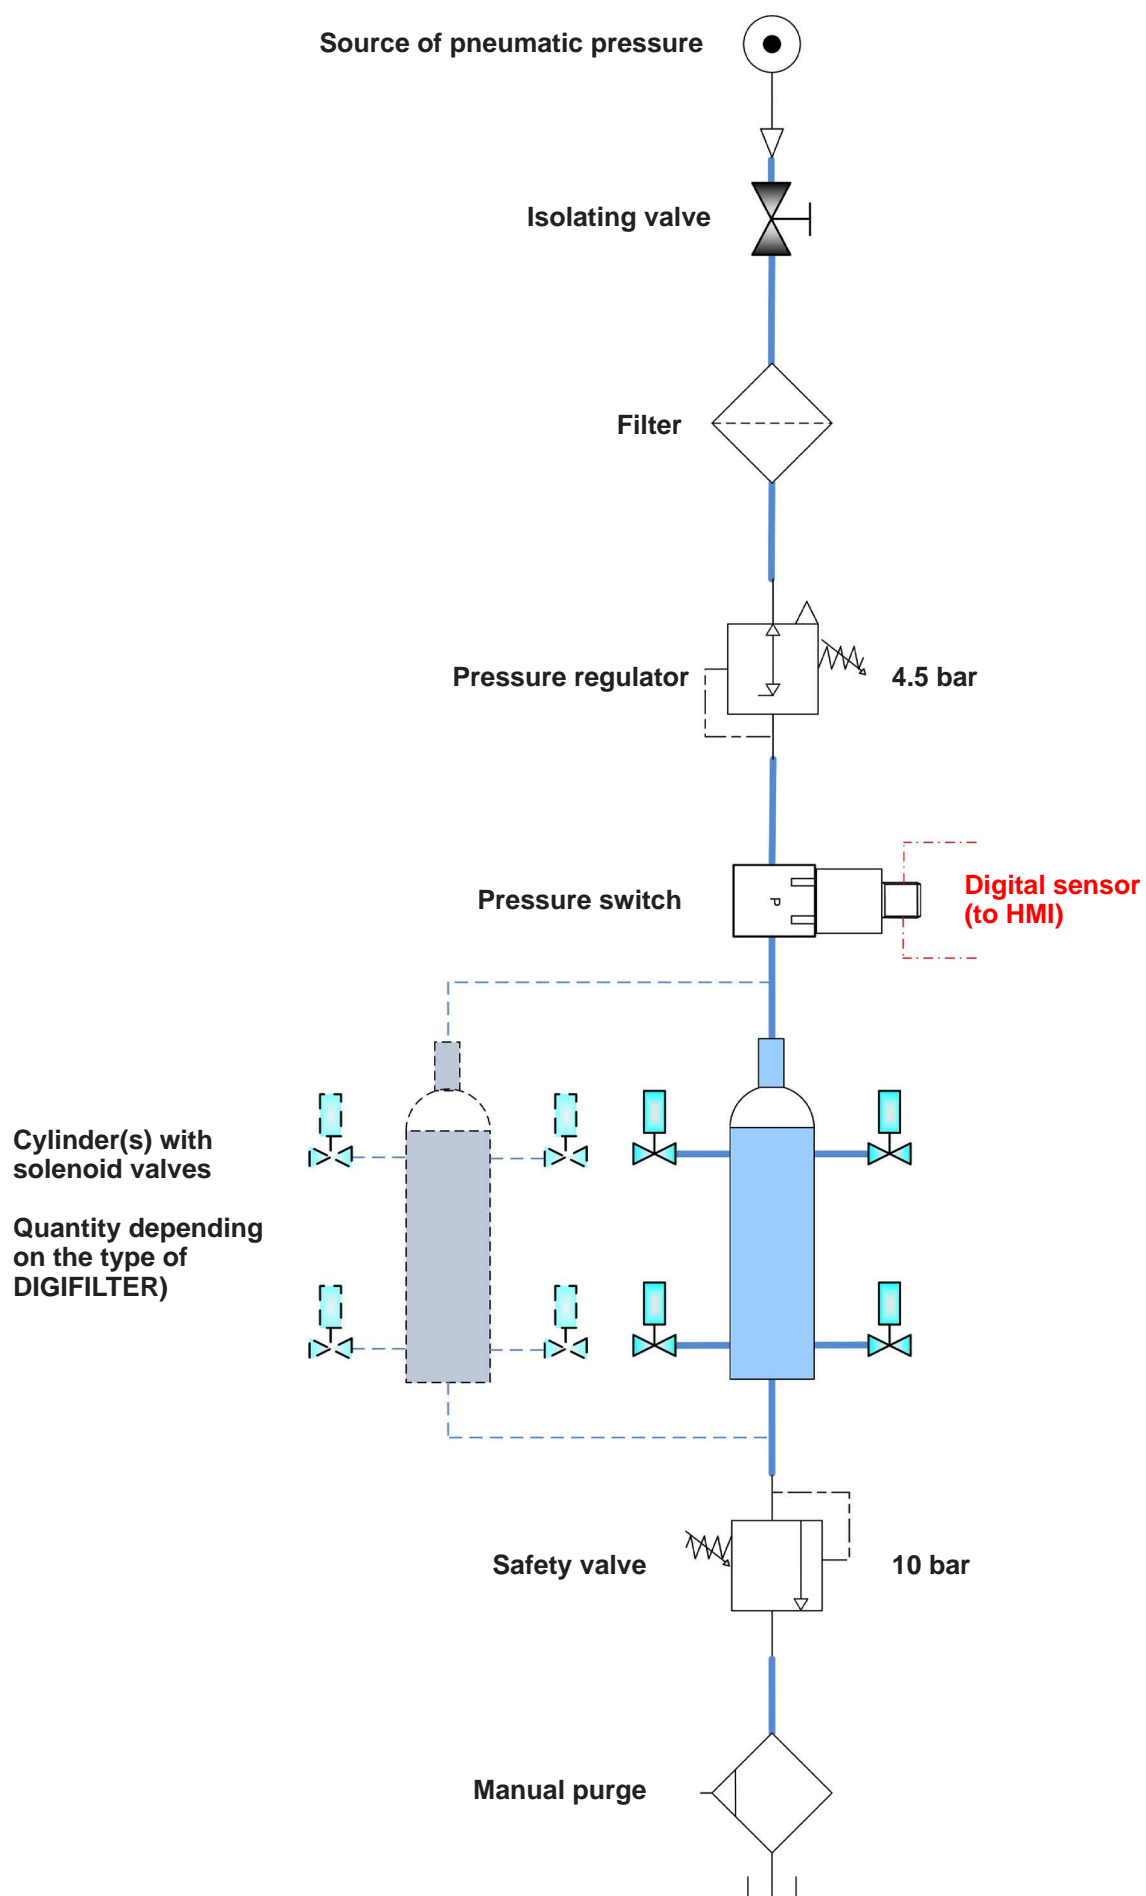 Source of pneumatic pressure
Isolating valve
Filter
Pressure regulator
4.5 bar
Pressure switch
P
Digital sensor
(to HMI)
Cylinder(s) with
solenoid valves
Quantity depending
on the type of
DIGIFILTER)
Safety valve
10 bar
Manual purge